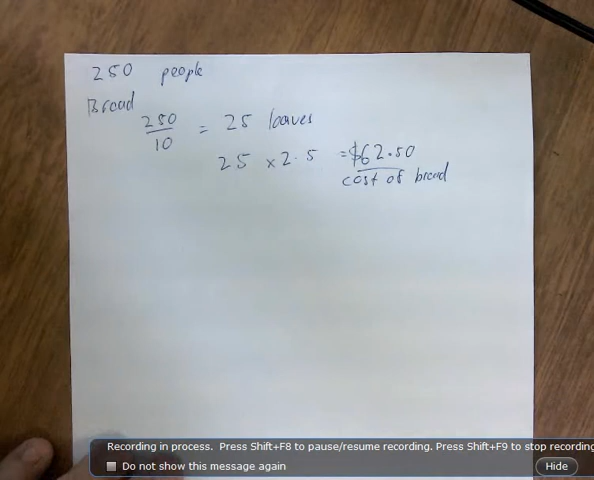 250 people
Bread
250
10
= 25 loaves
25 x 2.5 = $62.50
cost of bread
Recording in process. Press Shift+F8 to pause/resume recording. Press Shift+F9 to stop recording
Do not show this message again
Hide